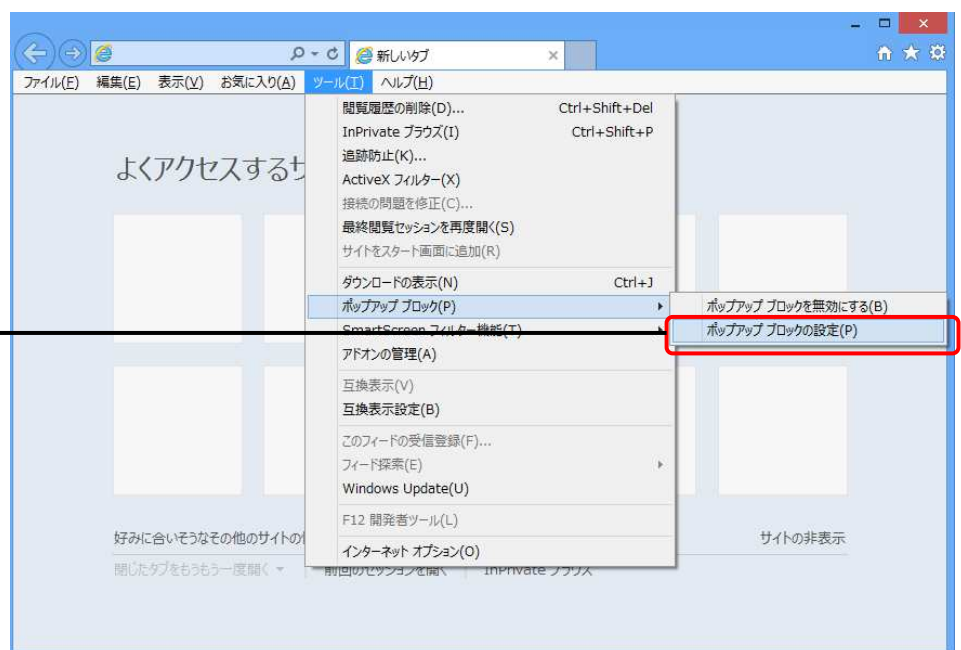 新しいタブ
ファイル(F) 編集(E) 表示(V) お気に入り(A) ツール(T) ヘルプ(H)
閲覧履歴の削除(D)... Ctrl+Shift+Del
InPrivate ブラウズ(I) Ctrl+Shift+P
追跡防止(K)...
ActiveX フィルター(X)
接続の問題を修正(C)...
最終閲覧セッションを再度開く(S)
サイトをスタート画面に追加(R)
ダウンロードの表示(N) Ctrl+J
ポップアップ ブロック(P)
ポップアップ ブロックを無効にする(B)
SmartScreen フィルター機能(T)
ポップアップ ブロックの設定(P)
アドオンの管理(A)
互換表示(V)
互換表示設定(B)
このフィードの受信登録(F)...
フィード探索(E)
Windows Update(U)
F12 開発者ツール(L)
インターネット オプション(O)
よくアクセスするサ
好みに合いそうなその他のサイトの
サイトの非表示
閉じたタブをもうもう一度開く
前回のセッションを開く
InPrivate ブラウズ